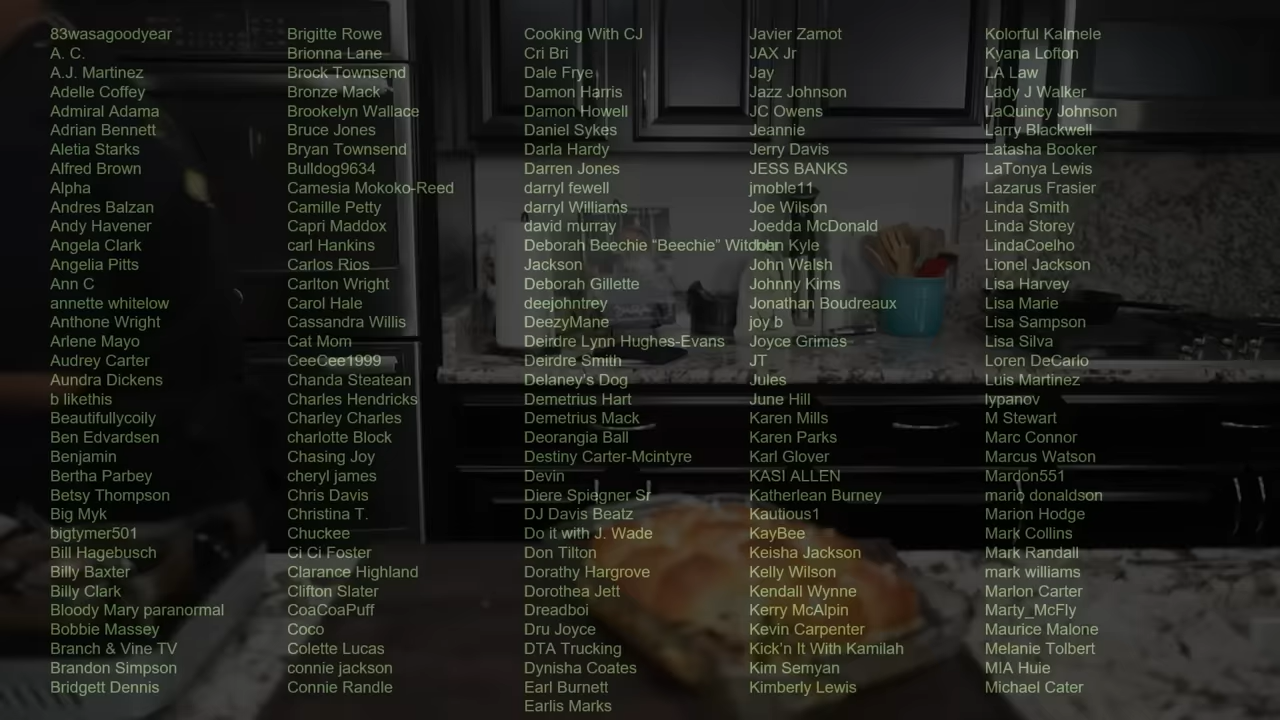 83wasagoodyear
A. C.
A.J. Martinez
Adelle Coffey
Admiral Adama
Adrian Bennett
Aletia Starks
Alfred Brown
Alpha
Andres Balzan
Andy Havener
Angela Clark
Angelia Pitts
Ann C
annette whitelow
Anthone Wright
Arlene Mayo
Audrey Carter
Aundra Dickens
b likethis
Beautifullycoily
Ben Edvardsen
Benjamin
Bertha Parbey
Betsy Thompson
Big Myk
bigtymer501
Bill Hagebusch
Billy Baxter
Billy Clark
Bloody Mary paranormal
Bobbie Massey
Branch & Vine TV
Brandon Simpson
Bridgett Dennis
Brigitte Rowe
Brionna Lane
Brock Townsend
Bronze Mack
Brookelyn Wallace
Bruce Jones
Bryan Townsend
Bulldog9634
Camesia Mokoko-Reed
Camille Petty
Capri Maddox
carl Hankins
Carlos Rios
Carlton Wright
Carol Hale
Cassandra Willis
Cat Mom
CeeCee1999
Chanda Steatean
Charles Hendricks
Charley Charles
charlotte Block
Chasing Joy
cheryl james
Chris Davis
Christina T.
Chuckee
Ci Ci Foster
Clarance Highland
Clifton Slater
CoaCoaPuff
Coco
Colette Lucas
connie jackson
Connie Randle
Cooking With CJ
Cri Bri
Dale Frye
Damon Harris
Damon Howell
Daniel Sykes
Darla Hardy
Darren Jones
darryl fewell
darryl Williams
david murray
Deborah Beechie “Beechie” Witcher
Jackson
Deborah Gillette
deejohntrey
DeezyMane
Deirdre Lynn Hughes-Evans
Deirdre Smith
Delaney's Dog
Demetrius Hart
Demetrius Mack
Deorangia Ball
Destiny Carter-Mcintyre
Devin
Diere Spiegner Sr
DJ Davis Beatz
Do it with J. Wade
Don Tilton
Dorathy Hargrove
Dorothea Jett
Dreadboi
Dru Joyce
DTA Trucking
Dynisha Coates
Earl Burnett
Earlis Marks
Javier Zamot
JAX Jr
Jay
Jazz Johnson
JC Owens
Jeannie
Jerry Davis
JESS BANKS
jmoble11
Joe Wilson
Joedda McDonald
John Kyle
John Walsh
Johnny Kims
Jonathan Boudreaux
joy b
Joyce Grimes
JT
Jules
June Hill
Karen Mills
Karen Parks
Karl Glover
KASI ALLEN
Katherlean Burney
Kautious1
KayBee
Keisha Jackson
Kelly Wilson
Kendall Wynne
Kerry McAlpin
Kevin Carpenter
Kick'n It With Kamilah
Kim Semyan
Kimberly Lewis
Kolorful Kalmele
Kyana Lofton
LA Law
Lady J Walker
LaQuincy Johnson
Larry Blackwell
Latasha Booker
LaTonya Lewis
Lazarus Frasier
Linda Smith
Linda Storey
LindaCoelho
Lionel Jackson
Lisa Harvey
Lisa Marie
Lisa Sampson
Lisa Silva
Loren DeCarlo
Luis Martinez
lypanov
M Stewart
Marc Connor
Marcus Watson
Mardon551
mario donaldson
Marion Hodge
Mark Collins
Mark Randall
mark williams
Marlon Carter
Marty_McFly
Maurice Malone
Melanie Tolbert
MIA Huie
Michael Cater